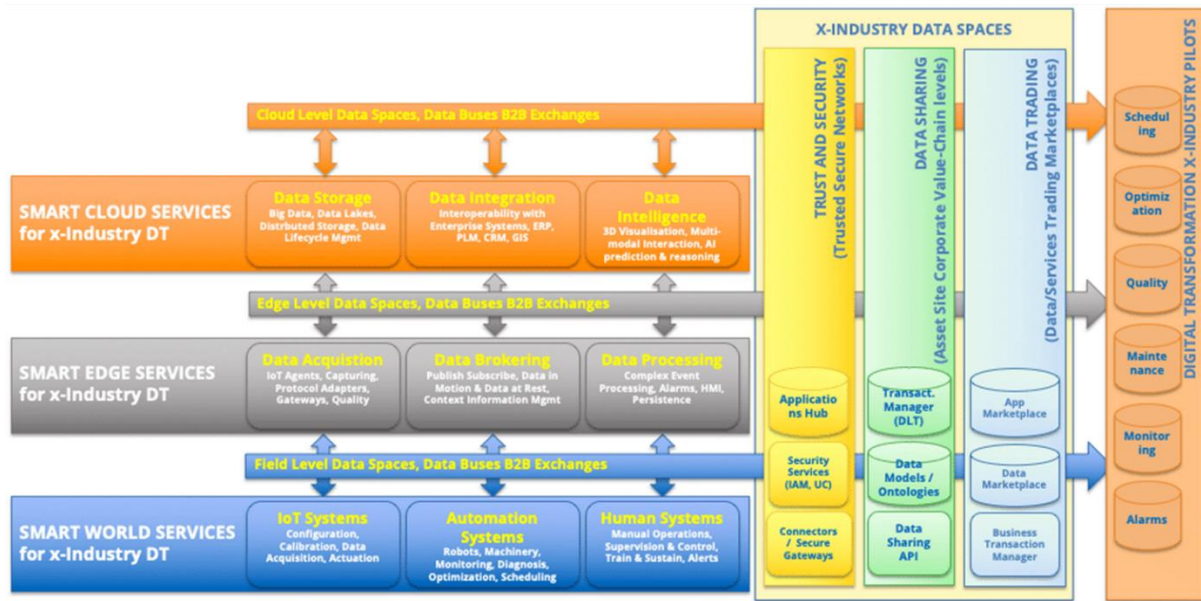 X-INDUSTRY DATA SPACES
Cloud Level Data Spaces, Data Buses B2B Exchanges
SMART CLOUD SERVICES
for x-Industry DT
Data Storage
Big Data, Data Lakes,
Distrbuted Storage, Data
Lifecycle Mgmt
Data Integration
Interoperability with
Enterprise Systems, ERP,
PLM, CRM, GIS
Data
Intelligence
3D Visualisation, Multi-
modal Interaction, AI
prediction & reasoning
Edge Level Data Spaces, Data Buses B2B Exchanges
SMART EDGE SERVICES
for x-Industry DT
Data Acquistion
IoT Agents, Capturing,
Protocol Adapters,
Gateways, Quality
Data Brokering
Publish Subscribe, Data in
Motion & Data at Rest,
Context Information Mgmt
Data Processing
Complex Event
Processing, Alarms, HMI,
Persistence
Field Level Data Spaces, Data Buses B2B Exchanges
SMART WORLD SERVICES
for x-Industry DT
IoT Systems
Configuration,
Calibration, Data
Acquisition, Actuation
Automation
Systems
Robots, Machinery,
Monitoring, Diagnosis,
Optimization, Scheduling
Human Systems
Manual Operations,
Supervision & Control,
Train & Sustain, Alerts
TRUST AND SECURITY
(Trusted Secure Networks)
Applicatio
ns Hub
Security
Services
(IAM, UC)
Connectors
/ Secure
Gateways
DATA SHARING
(Asset Site Corporate Value-Chain levels)
Transact.
Manager
(DLT)
Data
Models /
Ontologies
Data
Sharing
API
DATA TRADING
(Data/Services Trading Marketplaces)
App
Marketplace
Data
Marketplace
Business
Transaction
Manager
DIGITAL TRANSFORMATION X-INDUSTRY PILOTS
Schedul
ing
Optimiz
ation
Quality
Mainte
nance
Monitor
ing
Alarms